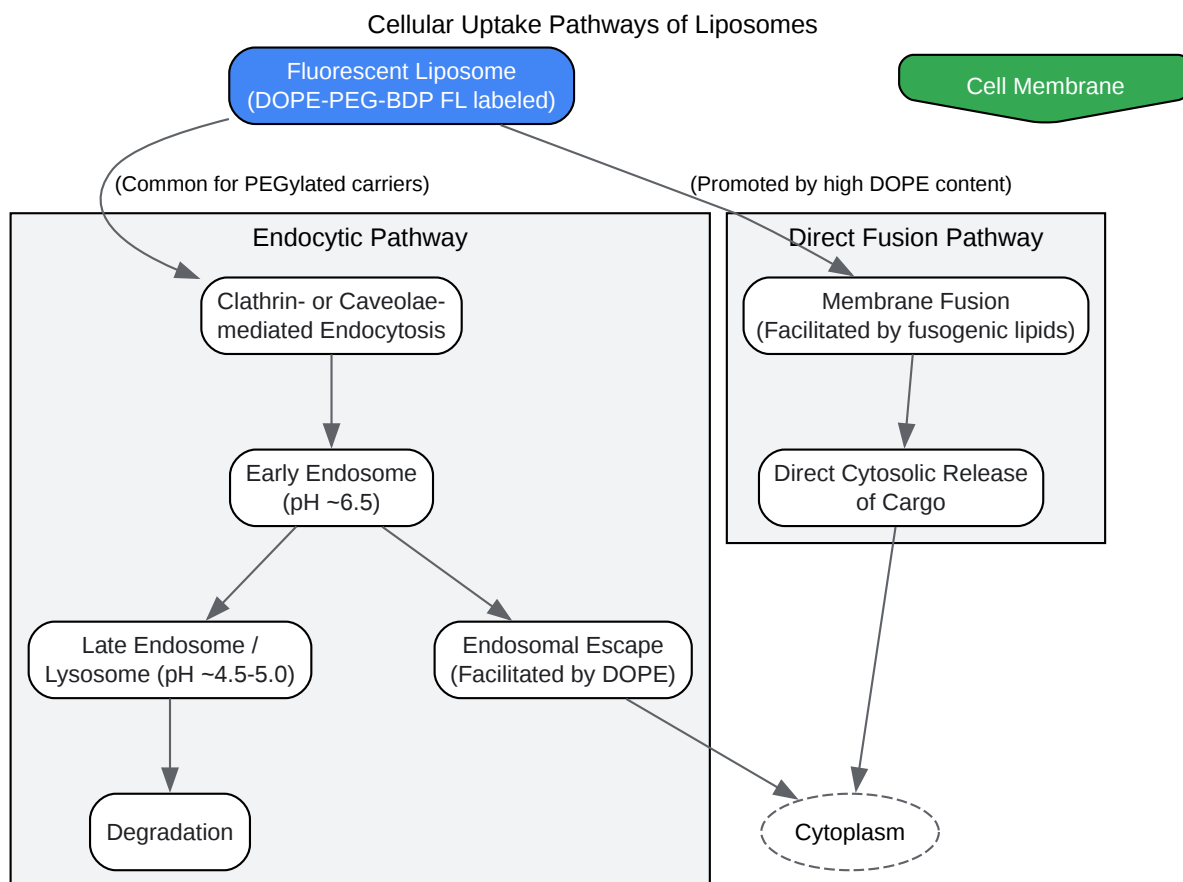 Cellular Uptake Pathways of Liposomes
Fluorescent Liposome
(DOPE-PEG-BDP FL labeled)
Cell Membrane
(Common for PEGylated carriers)
(Promoted by high DOPE content)
Endocytic Pathway
Direct Fusion Pathway
Clathrin- or Caveolae-
mediated Endocytosis
Membrane Fusion
(Facilitated by fusogenic lipids)
Early Endosome
(pH ~6.5)
Direct Cytosolic Release
of Cargo
Late Endosome /
Lysosome (pH ~4.5-5.0)
Endosomal Escape
(Facilitated by DOPE)
Degradation
Cytoplasm